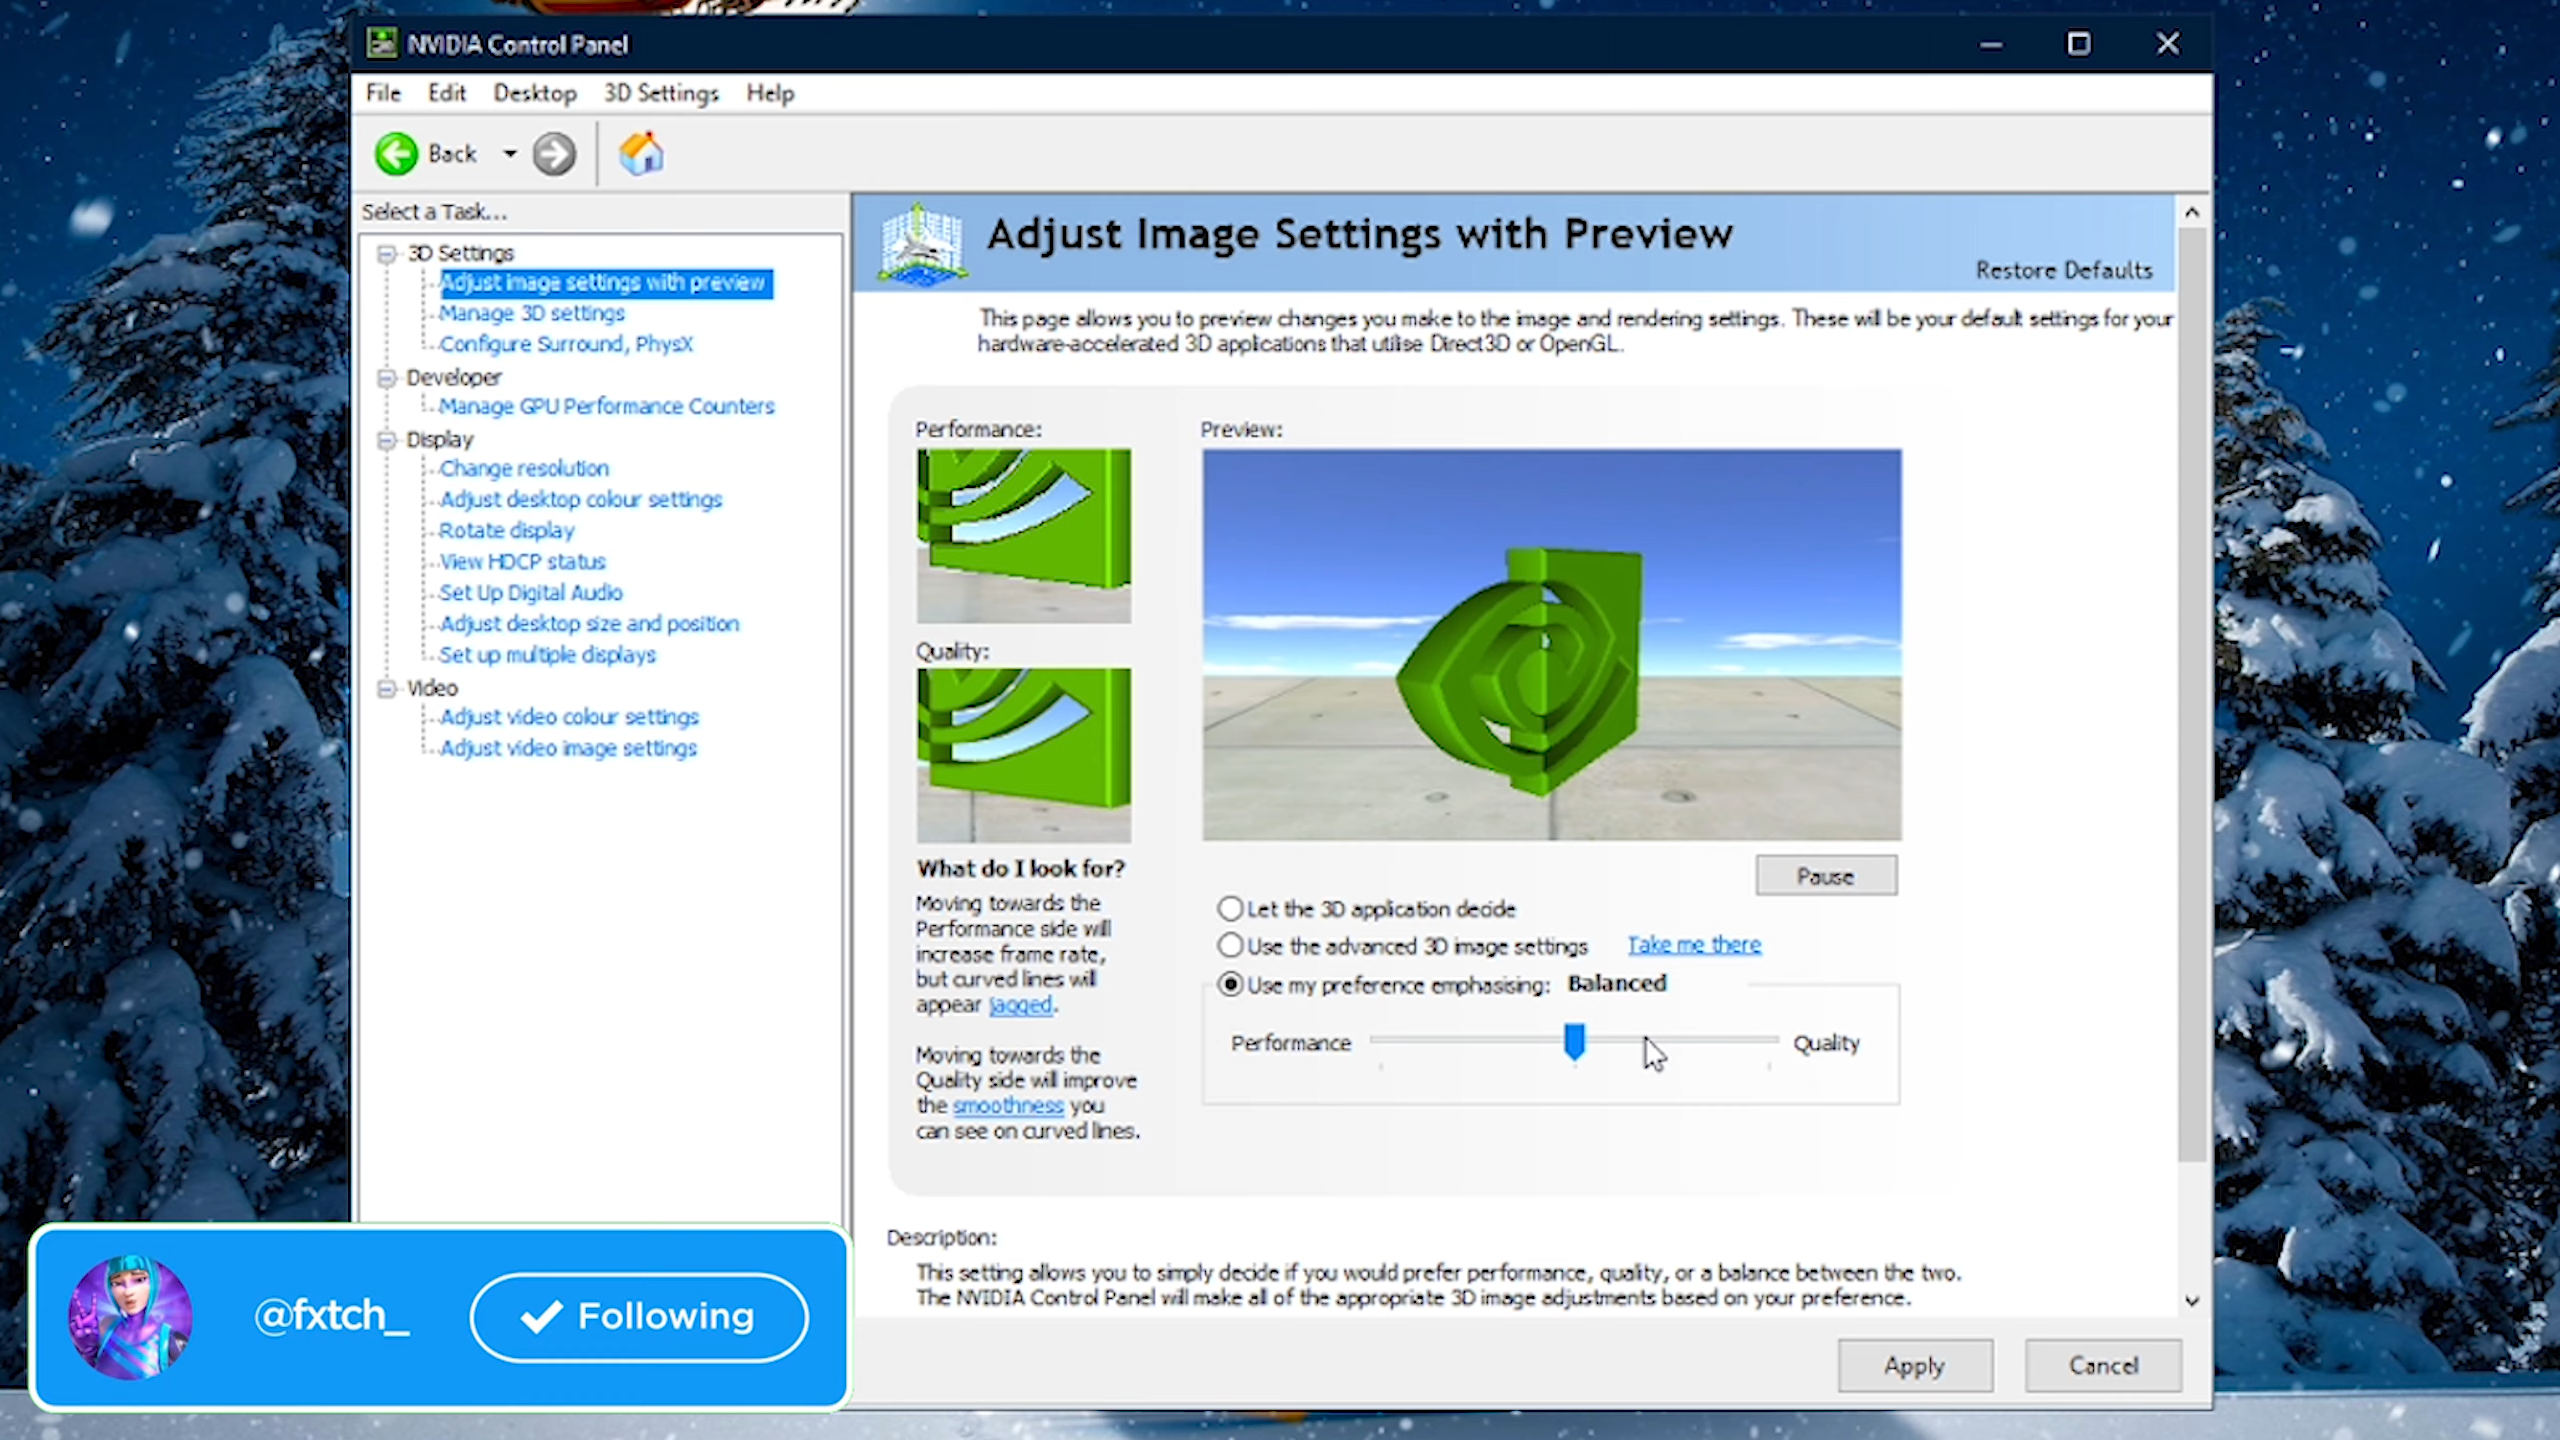 NVIDIA Control Panel
File Edit Desktop 3D Settings Help
Back
Select a Task...
3D Settings
Adjust image settings with preview
Manage 3D settings
Configure Surround, PhysX
Developer
Manage GPU Performance Counters
Display
Change resolution
Adjust desktop colour settings
Rotate display
View HDCP status
Set Up Digital Audio
Adjust desktop size and position
Set up multiple displays
Video
Adjust video colour settings
Adjust video image settings
Adjust Image Settings with Preview
Restore Defaults
This page allows you to preview changes you make to the image and rendering settings. These will be your default settings for your
hardware-accelerated 3D applications that utilise Direct3D or OpenGL.
Performance:
Quality:
What do I look for?
Moving towards the
Performance side will
increase frame rate,
but curved lines will
appear jagged.
Moving towards the
Quality side will improve
the smoothness you
can see on curved lines.
Preview:
Pause
Let the 3D application decide
Use the advanced 3D image settings Take me there
Use my preference emphasising: Balanced
Performance Quality
Description:
This setting allows you to simply decide if you would prefer performance, quality, or a balance between the two.
The NVIDIA Control Panel will make all of the appropriate 3D image adjustments based on your preference.
Apply Cancel
@fxtch_ Following